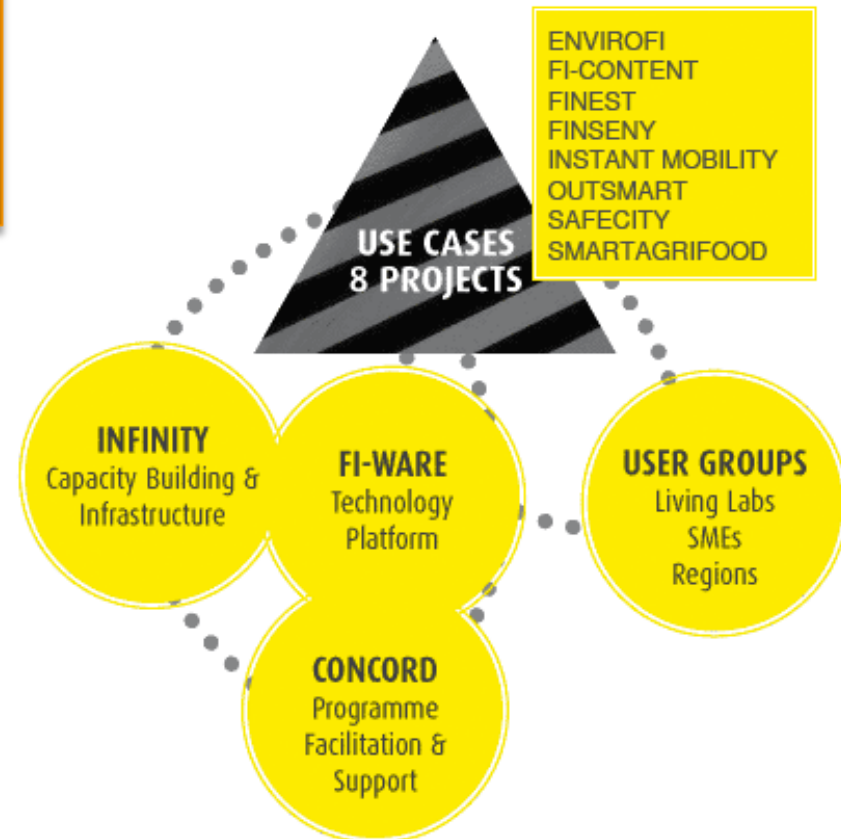 ENVIROFI
FI-CONTENT
FINEST
FINSENY
INSTANT MOBILITY
OUTSMART
SAFECITY
SMARTAGRIFOOD
USE CASES
8 PROJECTS
INFINITY
Capacity Building &
Infrastructure
FI-WARE
Technology
Platform
USER GROUPS
Living Labs
SMEs
Regions
CONCORD
Programme
Facilitation &
Support